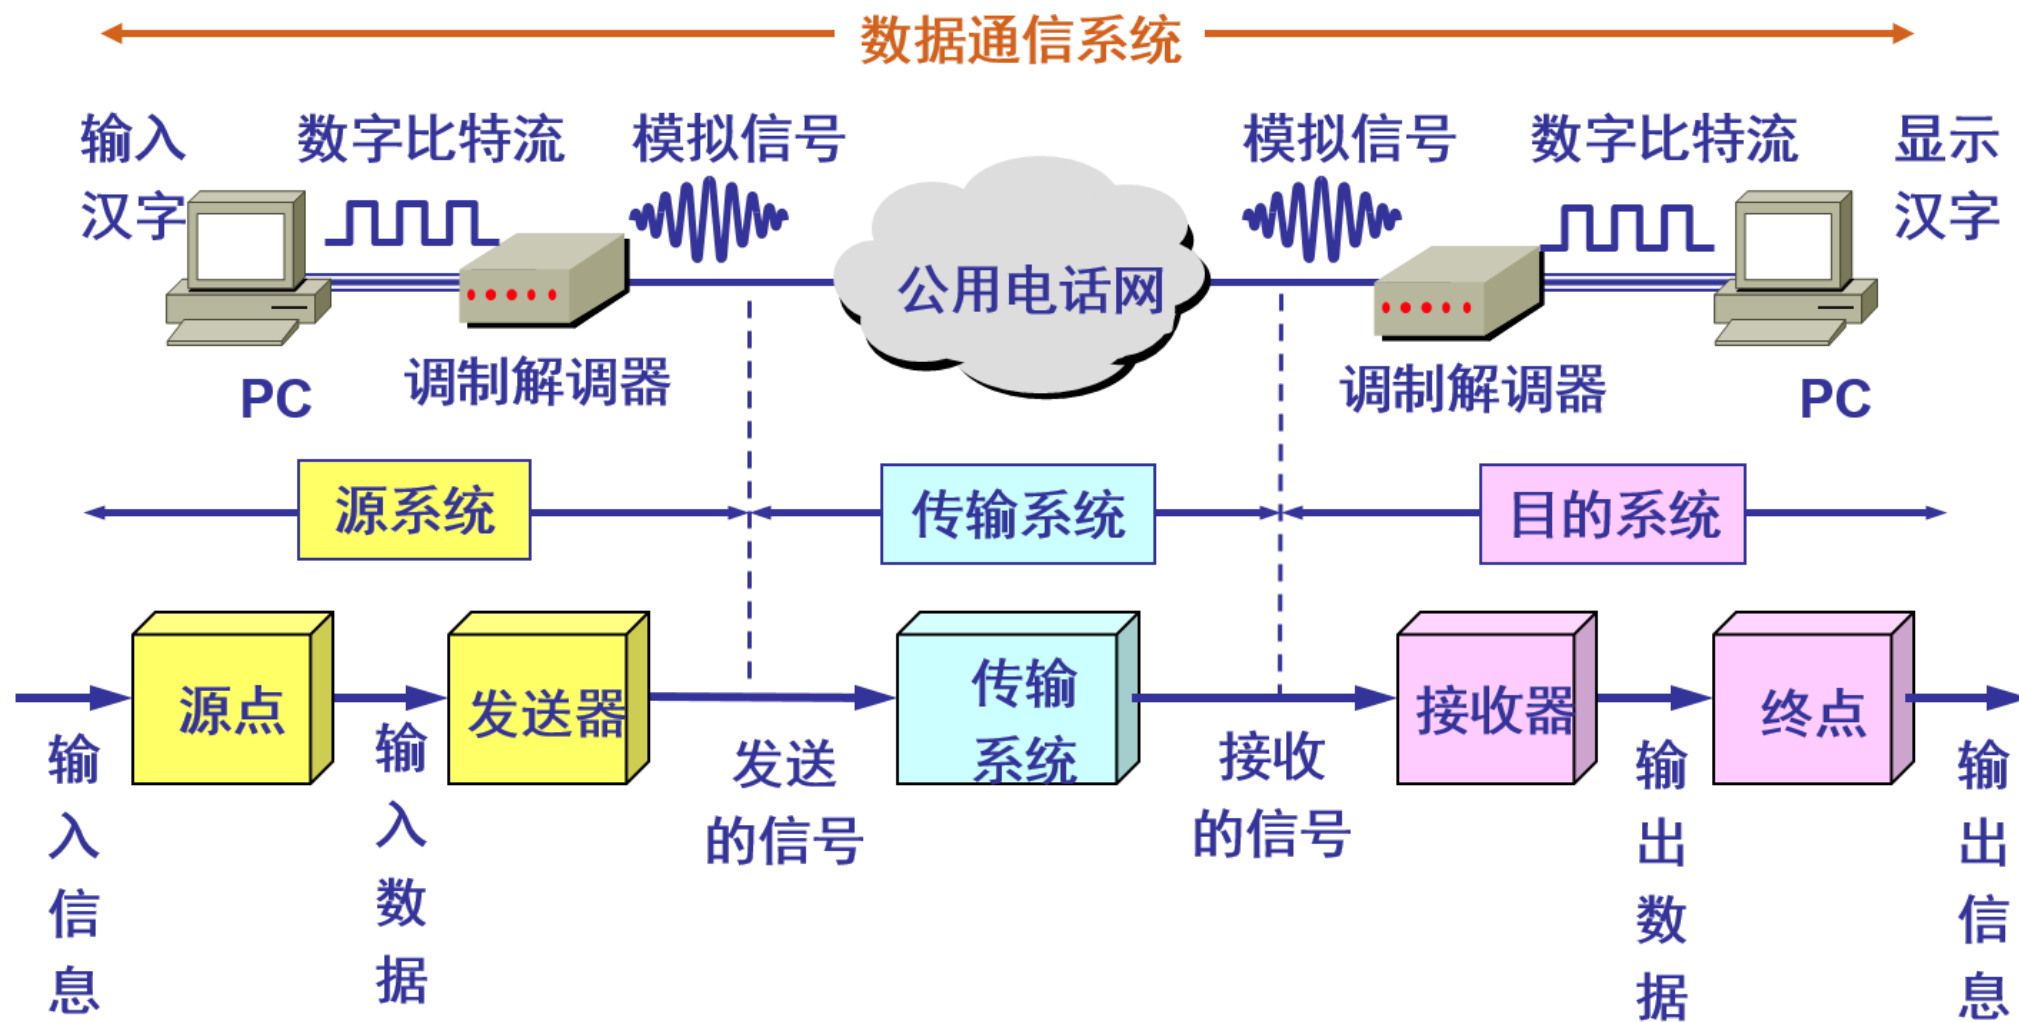 数据通信系统
输入
汉字
数字比特流
模拟信号
模拟信号
数字比特流
显示
汉字
公用电话网
PC
调制解调器
调制解调器
PC
源系统
传输系统
目的系统
源点
发送器
传输
系统
接收器
终点
输
入
信
息
输
入
数
据
发送
的信号
接收
的信号
输
出
数
据
输
出
信
息